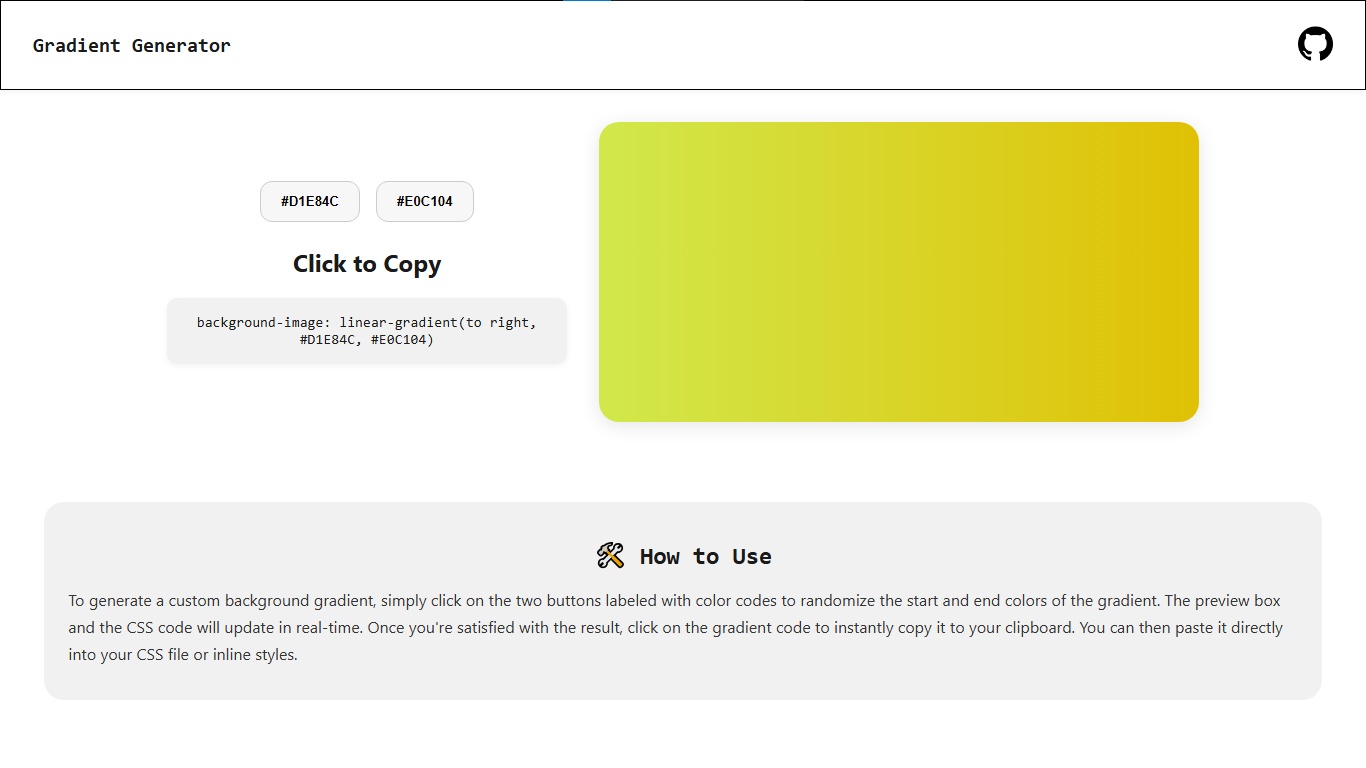 Gradient Generator
#D1E84C
#E0C104
Click to Copy
background-image: linear-gradient(to right,
#D1E84C, #E0C104)
How to Use
To generate a custom background gradient, simply click on the two buttons labeled with color codes to randomize the start and end colors of the gradient. The preview box
and the CSS code will update in real-time. Once you're satisfied with the result, click on the gradient code to instantly copy it to your clipboard. You can then paste it directly
into your CSS file or inline styles.